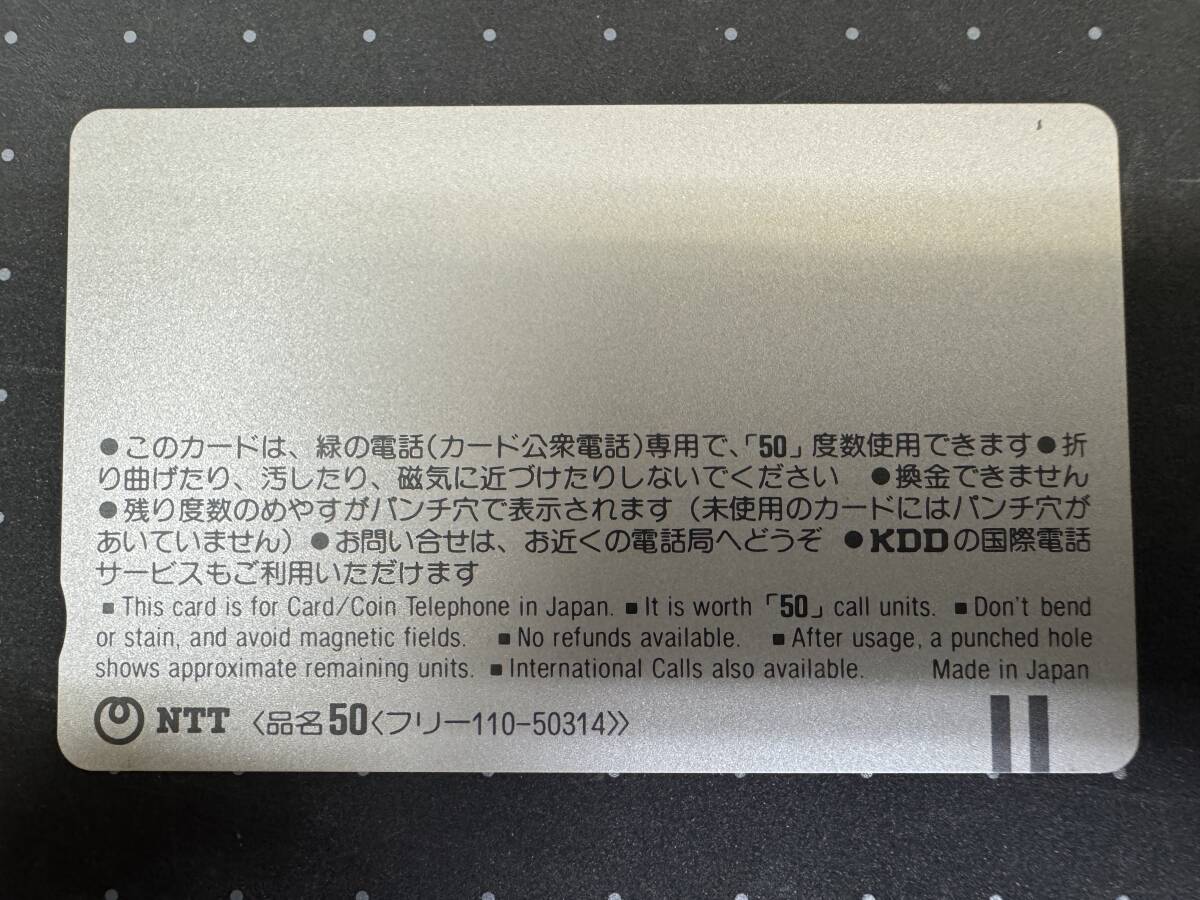 ●このカードは、緑の電話(カード公衆電話)専用で、「50」度数使用できます●折
り曲げたり、汚したり、磁気に近づけたりしないでください　●換金できません
●残り度数のめやすがパンチ穴で表示されます（未使用のカードにはパンチ穴が
あいていません）●お問い合せは、お近くの電話局へどうぞ　●KDDの国際電話
サービスもご利用いただけます
■This card is for Card/Coin Telephone in Japan. ■It is worth「50」call units. ■Don't bend
or stain, and avoid magnetic fields. ■No refunds available. ■After usage, a punched hole
shows approximate remaining units. ■International Calls also available. Made in Japan
NTT〈品名50〈フリー110-50314〉〉